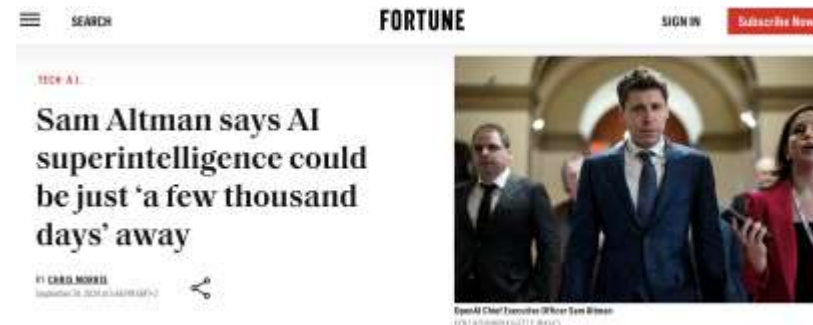 SEARCH
FORTUNE
SIGN IN
Subscribe Now
TECH A.I.
Sam Altman says AI
superintelligence could
be just ‘a few thousand
days’ away
BY CHRIS MORRIS
OpenAI Chief Executive Officer Sam Altman